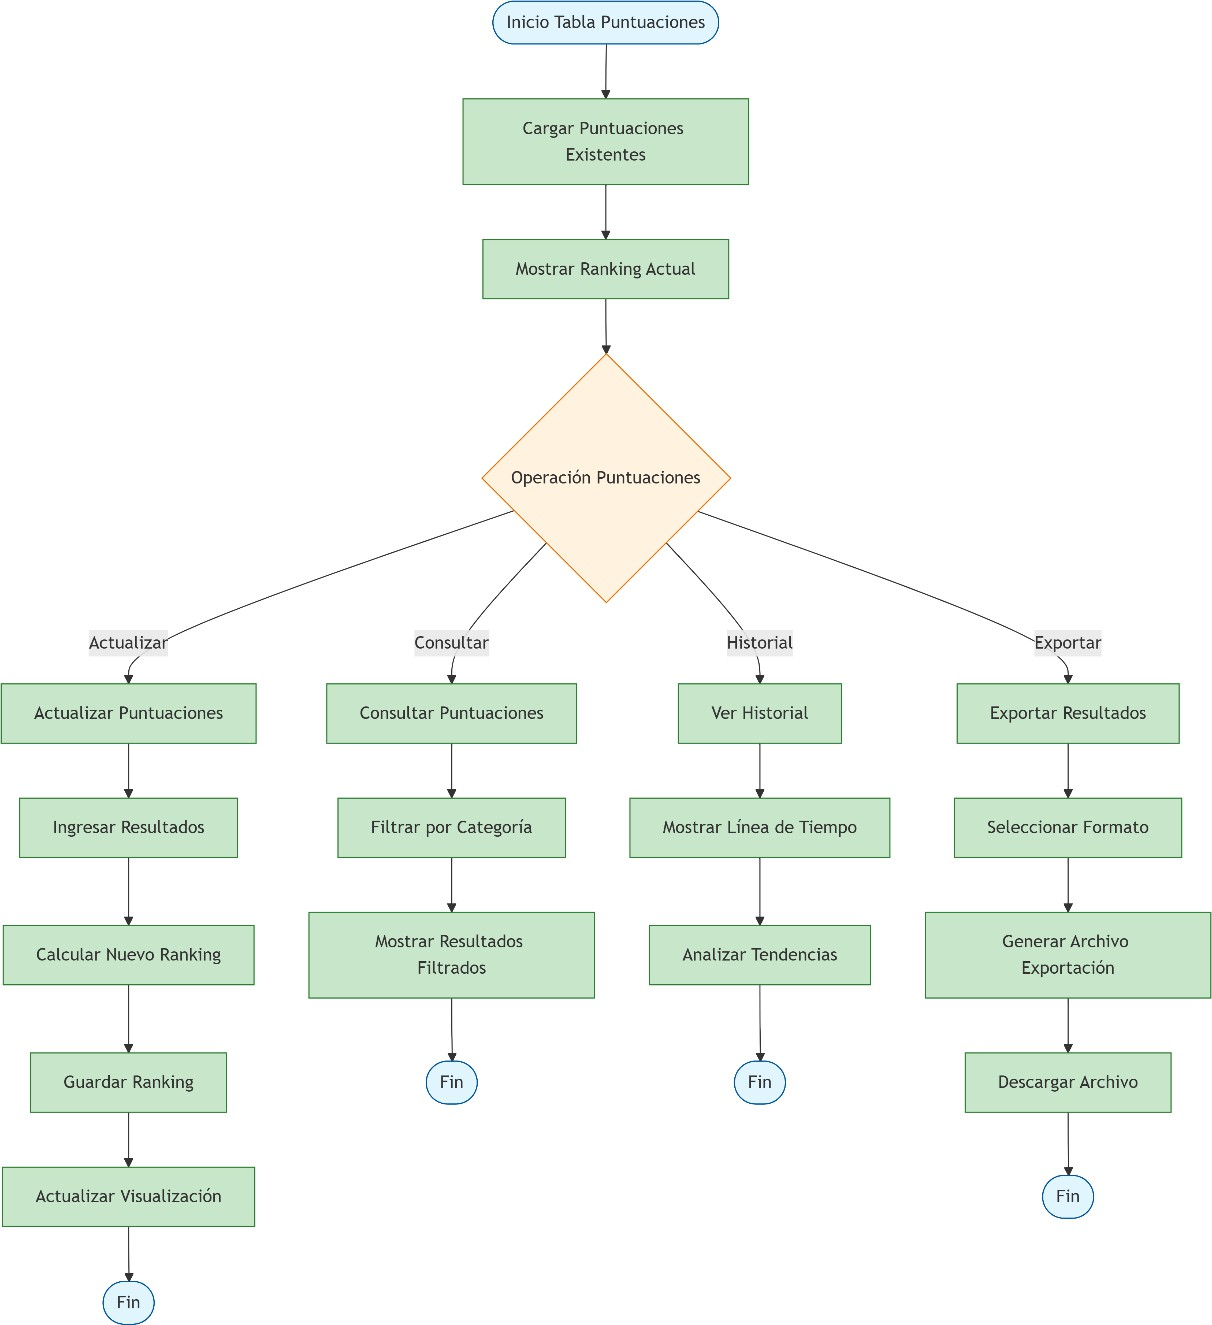 Inicio Tabla Puntuaciones
Cargar Puntuaciones
Existentes
Mostrar Ranking Actual
Operación Puntuaciones
Actualizar
Consultar
Historial
Exportar
Actualizar Puntuaciones
Consultar Puntuaciones
Ver Historial
Exportar Resultados
Ingresar Resultados
Filtrar por Categoría
Mostrar Línea de Tiempo
Seleccionar Formato
Calcular Nuevo Ranking
Mostrar Resultados
Filtrados
Analizar Tendencias
Generar Archivo
Exportación
Guardar Ranking
Fin
Fin
Descargar Archivo
Actualizar Visualización
Fin
Fin